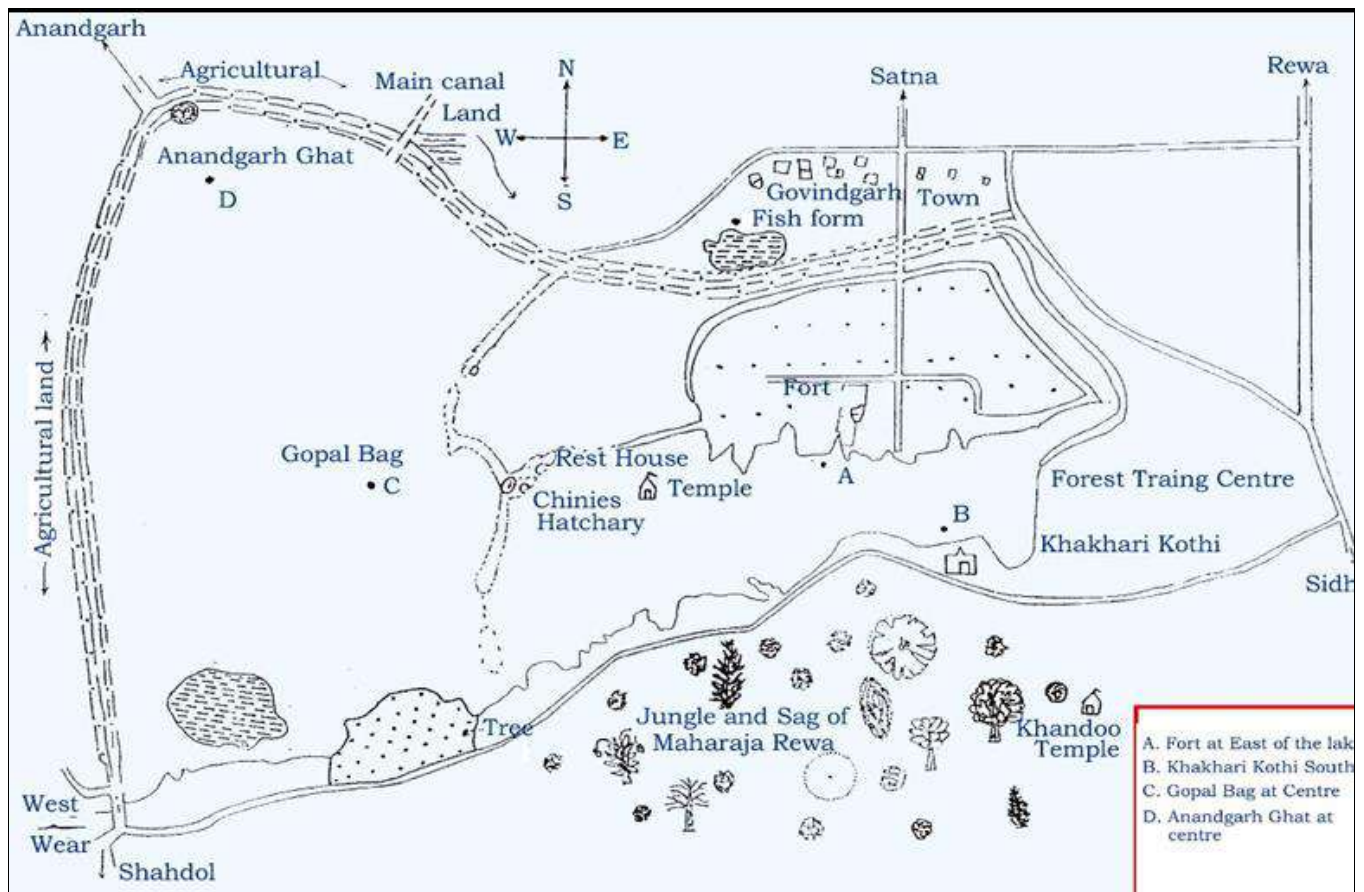 Anandgarh
Agricultural
Main canal
Land
N
W
E
S
Satna
Rewa
Anandgarh Ghat
D
Govindgarh
Town
Fish form
Agricultural land
Fort
Gopal Bag
C
Rest House
Chinies
Hatchary
Temple
A
Forest Traing Centre
B
Khakhari Kothi
Sidh
Tree
Jungle and Sag of
Maharaja Rewa
Khandoo
Temple
West
Wear
Shahdol
A. Fort at East of the lak
B. Khakhari Kothi South
C. Gopal Bag at Centre
D. Anandgarh Ghat at
centre